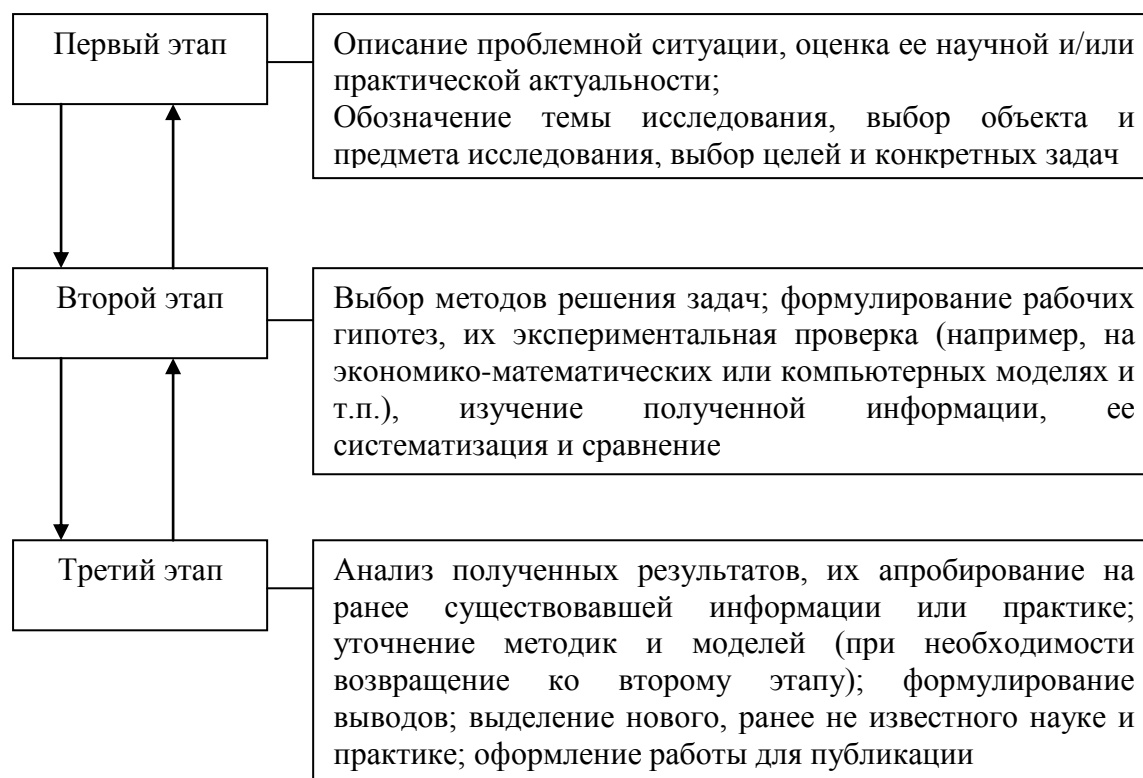 Первый этап
Описание проблемной ситуации, оценка ее научной и/или
практической актуальности;
Обозначение темы исследования, выбор объекта и
предмета исследования, выбор целей и конкретных задач
Второй этап
Выбор методов решения задач; формулирование рабочих
гипотез, их экспериментальная проверка (например, на
экономико-математических или компьютерных моделях и
т.п.), изучение полученной информации, ее
систематизация и сравнение
Третий этап
Анализ полученных результатов, их апробирование на
ранее существовавшей информации или практике;
уточнение методик и моделей (при необходимости
возвращение ко второму этапу); формулирование
выводов; выделение нового, ранее не известного науке и
практике; оформление работы для публикации